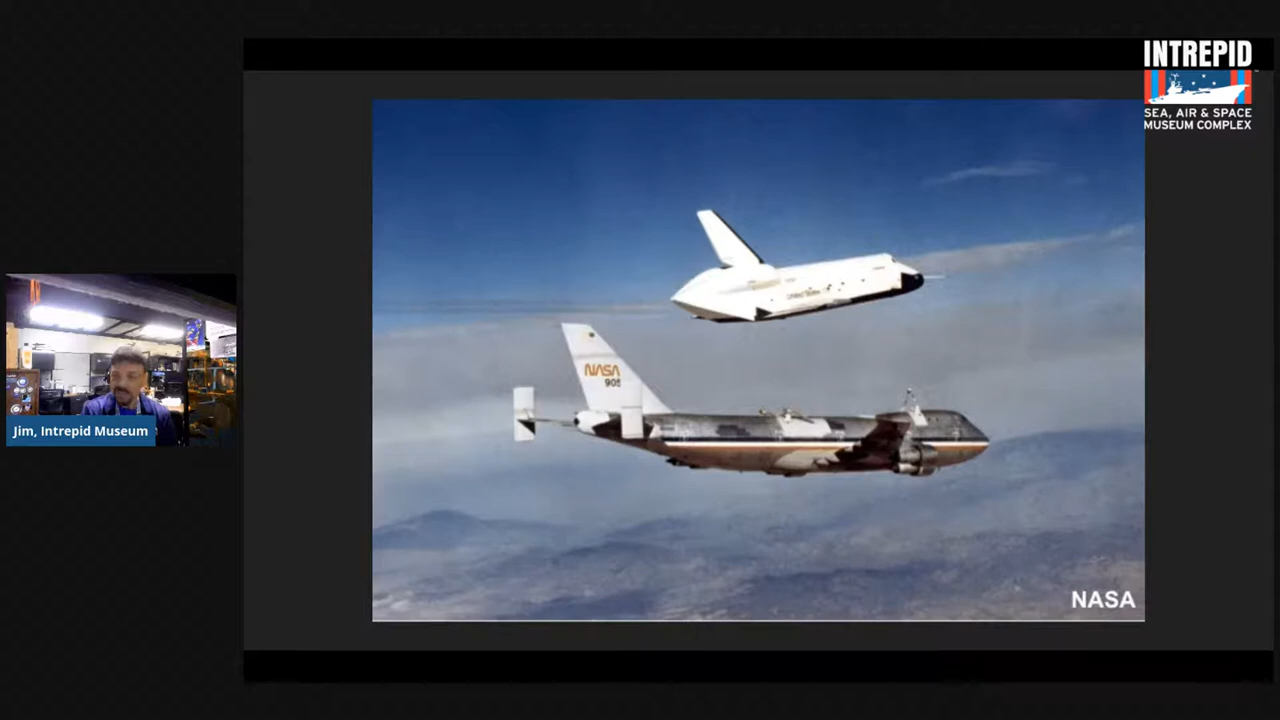 INTREPID
SEA, AIR & SPACE
MUSEUM COMPLEX
NASA
905
Jim, Intrepid Museum
NASA